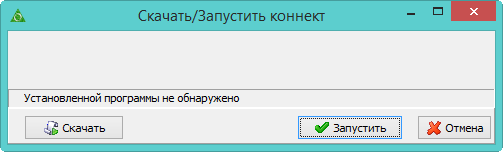 Скачать/Запустить коннект
Установленной программы не обнаружено
Скачать
Запустить
Отмена